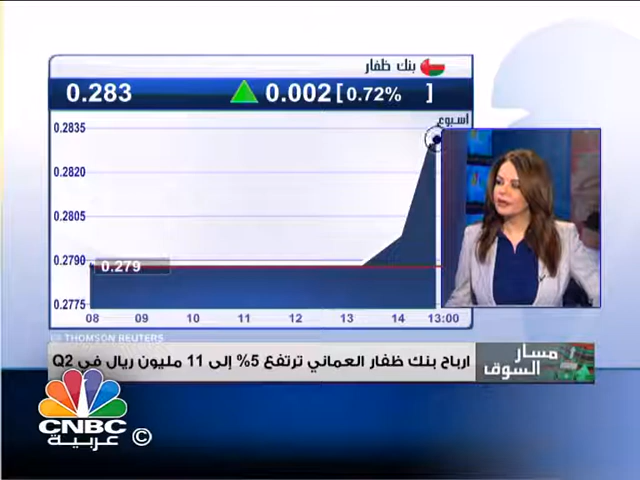 بنك ظفار
0.283 0.002 [0.72% ]
أسبوع
0.2835
0.2820
0.2805
0.2790
0.2775
0.279
08 09 10 11 12 13 14 13:00
THOMSON REUTERS
ارباح بنك ظفار العماني ترتفع 5% إلى 11 مليون ريال في Q2
مسار
السوق
CNBC
عربية ©